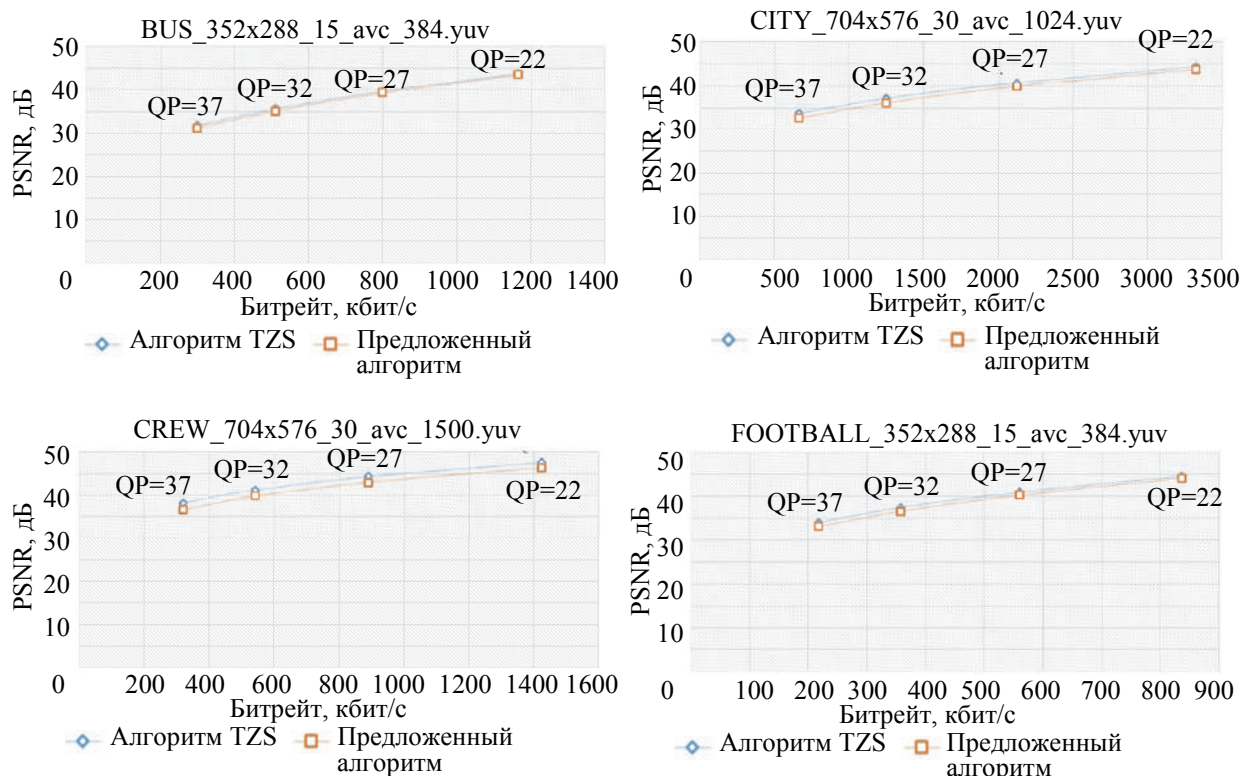 BUS_352x288_15_avc_384.yuv
50
40
30
20
10
0
PSNR, дБ
QP=37
QP=32
QP=27
QP=22
200 400 600 800 1000 1200 1400
Битрейт, кбит/с
Алгоритм TZS
Предложенный
алгоритм
CITY_704x576_30_avc_1024.yuv
50
40
30
20
10
0
PSNR, дБ
QP=37
QP=32
QP=27
QP=22
500 1000 1500 2000 2500 3000 3500
Битрейт, кбит/с
Алгоритм TZS
Предложенный
алгоритм
CREW_704x576_30_avc_1500.yuv
50
40
30
20
10
0
PSNR, дБ
QP=37
QP=32
QP=27
QP=22
200 400 600 800 1000 1200 1400 1600
Битрейт, кбит/с
Алгоритм TZS
Предложенный
алгоритм
FOOTBALL_352x288_15_avc_384.yuv
50
40
30
20
10
0
PSNR, дБ
QP=37
QP=32
QP=27
QP=22
100 200 300 400 500 600 700 800 900
Битрейт, кбит/с
Алгоритм TZS
Предложенный
алгоритм